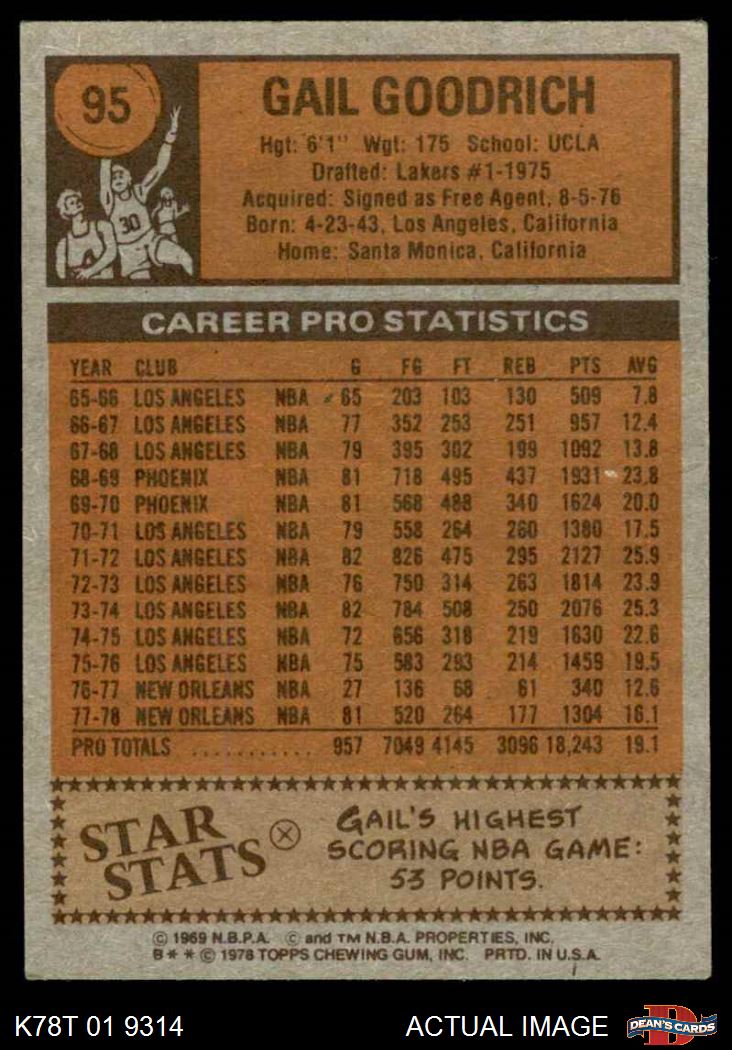 95
GAIL GOODRICH
Hgt: 6'1" Wgt: 175 School: UCLA
Drafted: Lakers #1-1975
Acquired: Signed as Free Agent, 8-5-76
Born: 4-23-43, Los Angeles, California
Home: Santa Monica, California
30
CAREER PRO STATISTICS
YEAR CLUB G FG FT REB PTS AVG
65-66 LOS ANGELES NBA 65 203 103 130 509 7.8
66-67 LOS ANGELES NBA 77 352 253 251 957 12.4
67-68 LOS ANGELES NBA 79 395 302 199 1092 13.8
68-69 PHOENIX NBA 81 718 495 437 1931 23.8
69-70 PHOENIX NBA 81 568 488 340 1624 20.0
70-71 LOS ANGELES NBA 79 558 264 260 1380 17.5
71-72 LOS ANGELES NBA 82 826 475 295 2127 25.9
72-73 LOS ANGELES NBA 76 750 314 263 1814 23.9
73-74 LOS ANGELES NBA 82 784 508 250 2076 25.3
74-75 LOS ANGELES NBA 72 656 318 219 1630 22.6
75-76 LOS ANGELES NBA 75 583 293 214 1459 19.5
76-77 NEW ORLEANS NBA 27 136 68 61 340 12.6
77-78 NEW ORLEANS NBA 81 520 264 177 1304 16.1
PRO TOTALS ............ 957 7049 4145 3096 18,243 19.1
STAR STATS
GAIL'S HIGHEST
SCORING NBA GAME:
53 POINTS.
© 1969 N.B.P.A. © and TM N.B.A. PROPERTIES, INC.
B * * © 1978 TOPPS CHEWING GUM, INC. PRTD. IN U.S.A.
K78T 01 9314 ACTUAL IMAGE DEAN'S CARDS